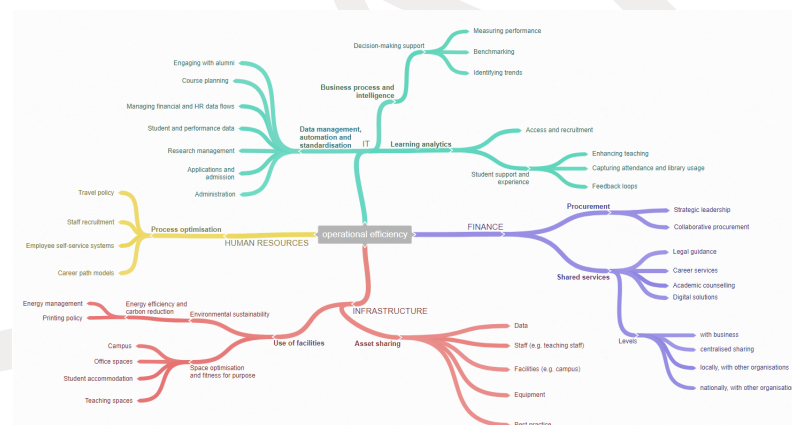 Measuring performance
Decision-making support
Benchmarking
Identifying trends
Engaging with alumni
Course planning
Business process and
intelligence
Managing financial and HR data flows
Student and performance data
Data management,
automation and
standardisation
IT
Learning analytics
Access and recruitment
Research management
Enhancing teaching
Applications and
admission
Student support and
experience
Capturing attendance and library usage
Feedback loops
Administration
Travel policy
Staff recruitment
Process optimisation
Employee self-service systems
HUMAN RESOURCES
Career path models
operational efficiency
FINANCE
Procurement
Strategic leadership
Collaborative procurement
Shared services
Legal guidance
Career services
Academic counselling
Digital solutions
Levels
with business
centralised sharing
locally, with other organisations
nationally, with other organisation
Energy management
Printing policy
Energy efficiency and
carbon reduction
Environmental sustainability
INFRASTRUCTURE
Use of facilities
Campus
Office spaces
Student accommodation
Teaching spaces
Space optimisation
and fitness for purpose
Asset sharing
Data
Staff (e.g. teaching staff)
Facilities (e.g. campus)
Equipment
Best practice